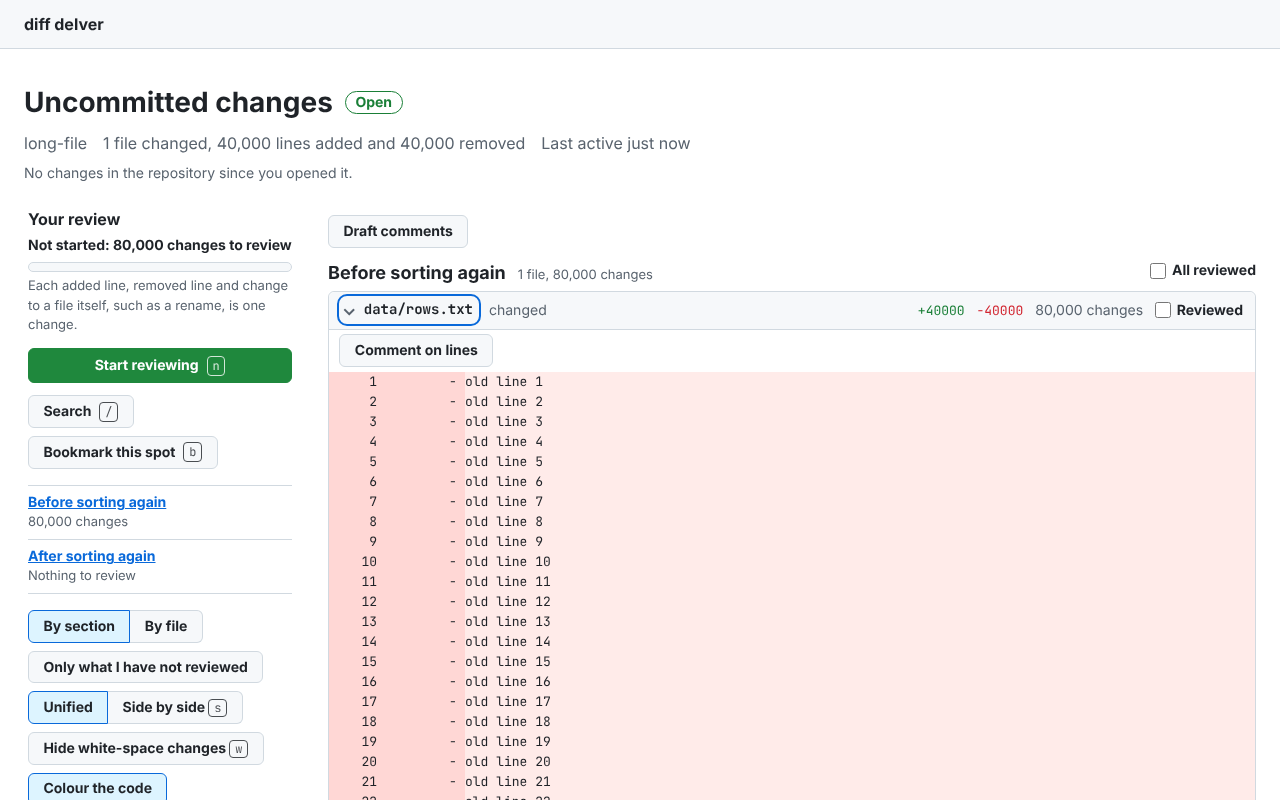 diff delver
Uncommitted changes Open
long-file 1 file changed, 40,000 lines added and 40,000 removed Last active just now
No changes in the repository since you opened it.
Your review
Not started: 80,000 changes to review
Each added line, removed line and change
to a file itself, such as a rename, is one
change.
Start reviewing n
Search /
Bookmark this spot b
Before sorting again
80,000 changes
After sorting again
Nothing to review
By section By file
Only what I have not reviewed
Unified Side by side s
Hide white-space changes w
Colour the code
Draft comments
Before sorting again 1 file, 80,000 changes All reviewed
data/rows.txt changed +40000 -40000 80,000 changes Reviewed
Comment on lines
1 - old line 1
2 - old line 2
3 - old line 3
4 - old line 4
5 - old line 5
6 - old line 6
7 - old line 7
8 - old line 8
9 - old line 9
10 - old line 10
11 - old line 11
12 - old line 12
13 - old line 13
14 - old line 14
15 - old line 15
16 - old line 16
17 - old line 17
18 - old line 18
19 - old line 19
20 - old line 20
21 - old line 21
22 - old line 22